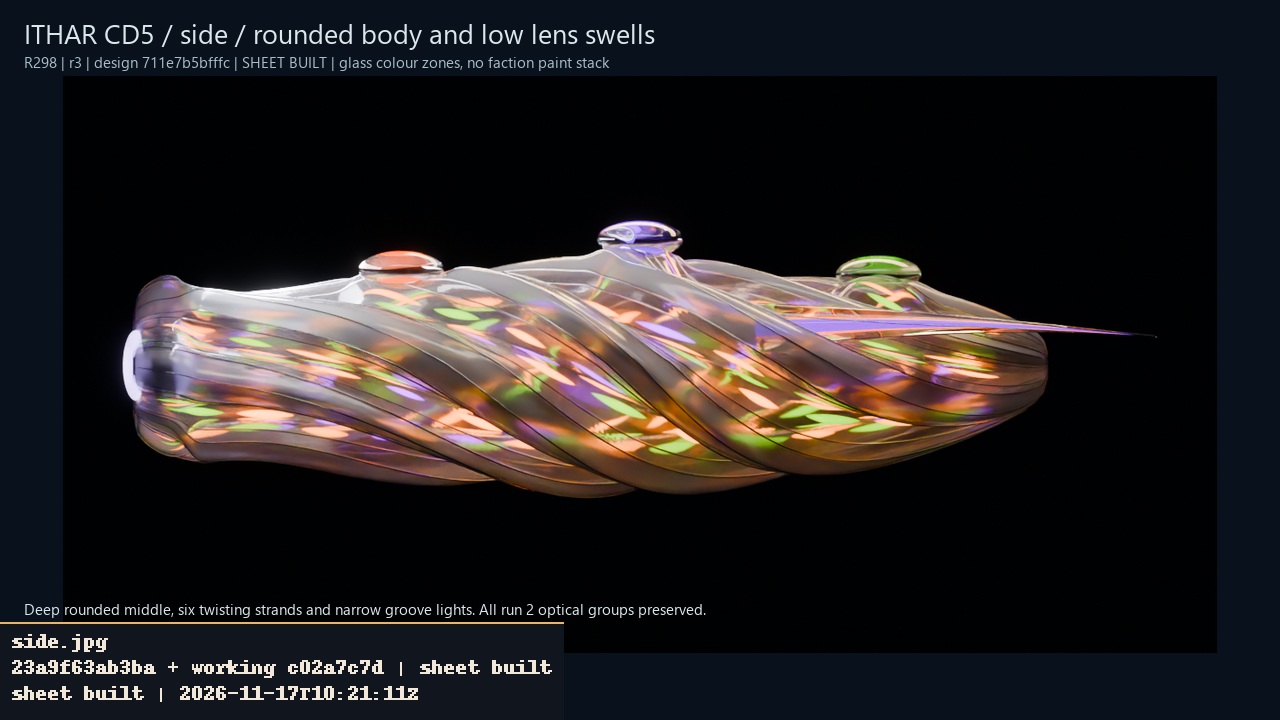 ITHAR CD5 / side / rounded body and low lens swells
R298 | r3 | design 711e7b5bfffc | SHEET BUILT | glass colour zones, no faction paint stack
Deep rounded middle, six twisting strands and narrow groove lights. All run 2 optical groups preserved.
side.jpg
23a9f63ab3ba + working c02a7c7d | sheet built
sheet built | 2026-11-17T10:21:11Z